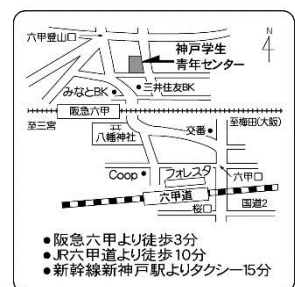 六甲登山口
神戸学生
青年センター
N
4
みなとBK
三井住友BK
阪急六甲
至三宮
至梅田(大阪)
八幡神社
交番
Coop
フォレスタ
六甲口
六甲道
桜口
国道2
●阪急六甲より徒歩3分
●JR六甲道より徒歩10分
●新幹線新神戸駅よりタクシー15分